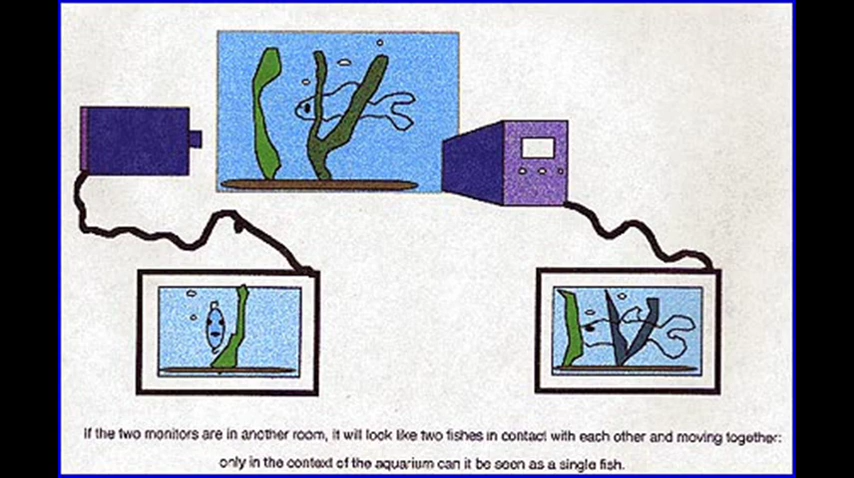 If the two monitors are in another room, it will look like two fishes in contact with each other and moving together:
only in the context of the aquarium can it be seen as a single fish.